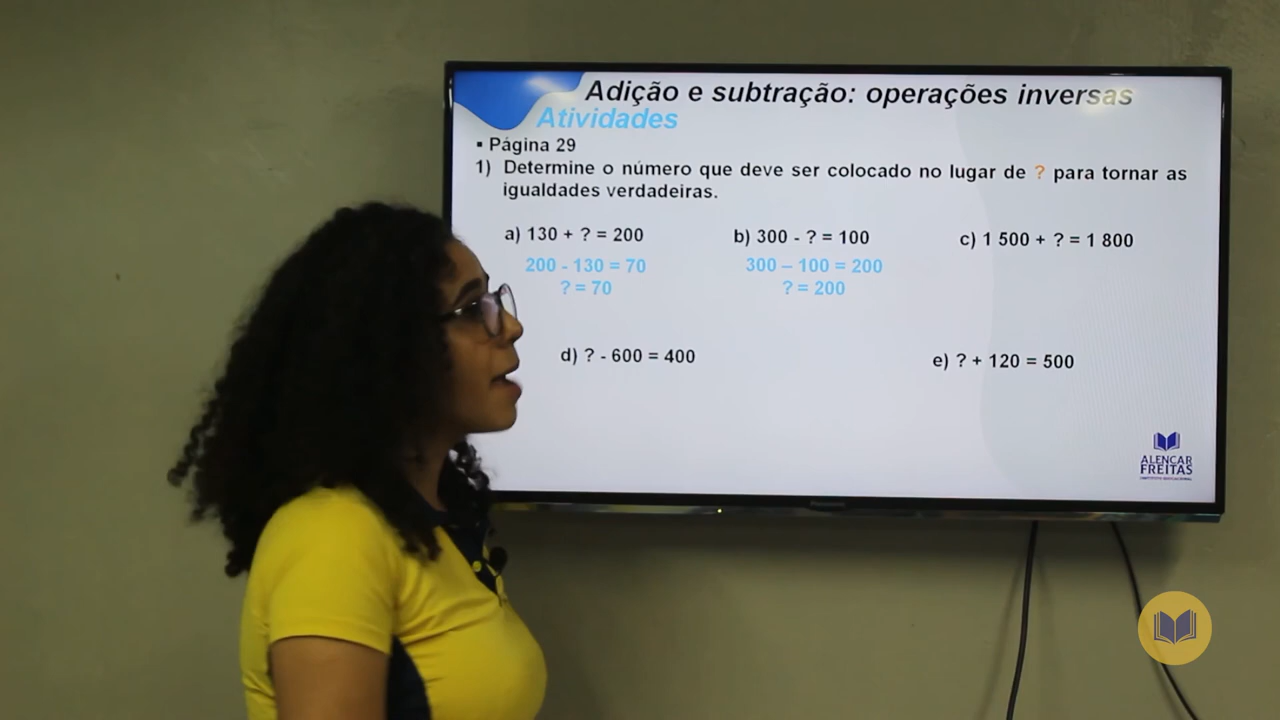 Adição e subtração: operações inversas
Atividades
▪ Página 29
1) Determine o número que deve ser colocado no lugar de ? para tornar as
igualdades verdadeiras.
a) 130 + ? = 200
b) 300 - ? = 100
c) 1 500 + ? = 1 800
200 - 130 = 70
300 – 100 = 200
? = 70
? = 200
d) ? - 600 = 400
e) ? + 120 = 500
ALENCAR
FREITAS